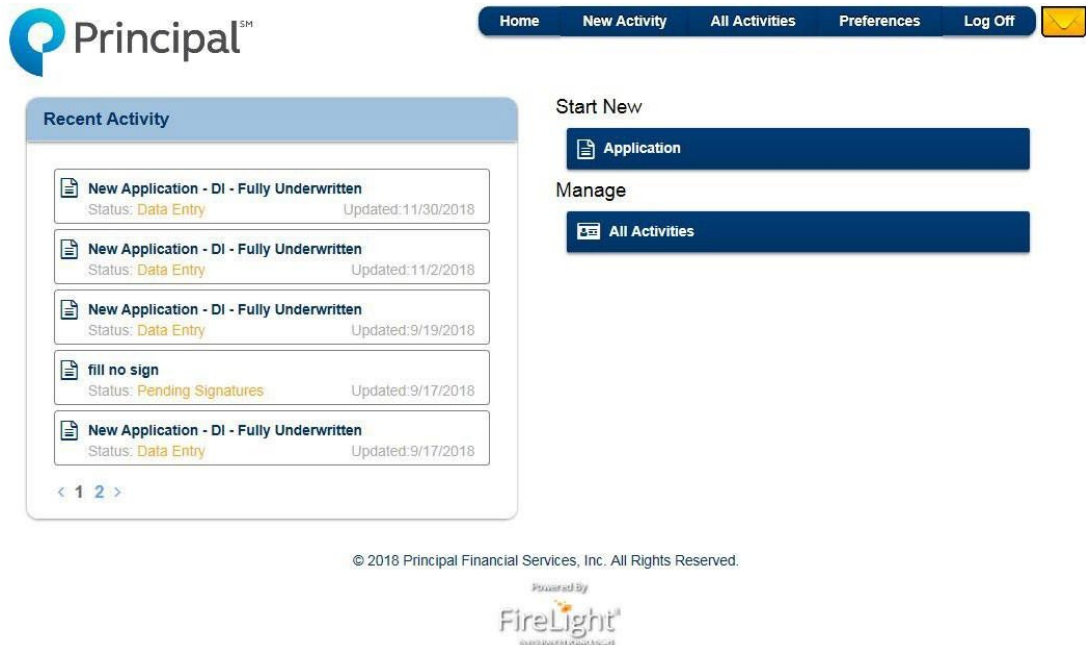 Principal℠
Home New Activity All Activities Preferences Log Off
Recent Activity
New Application - DI - Fully Underwritten
Status: Data Entry Updated:11/30/2018
New Application - DI - Fully Underwritten
Status: Data Entry Updated:11/2/2018
New Application - DI - Fully Underwritten
Status: Data Entry Updated:9/19/2018
fill no sign
Status: Pending Signatures Updated:9/17/2018
New Application - DI - Fully Underwritten
Status: Data Entry Updated:9/17/2018
< 1 2 >
Start New
Application
Manage
All Activities
© 2018 Principal Financial Services, Inc. All Rights Reserved.
Powered By
FireLight®